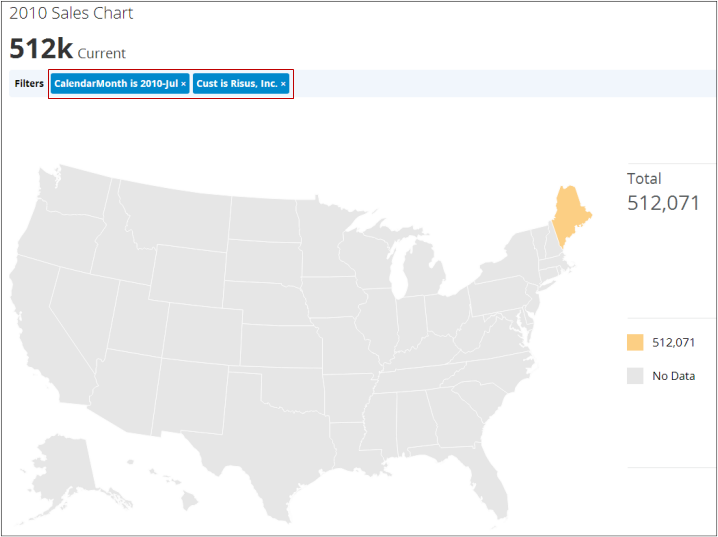 2010 Sales Chart
512k Current
Filters CalendarMonth is 2010-Jul × Cust is Risus, Inc. ×
Total
512,071
512,071
No Data